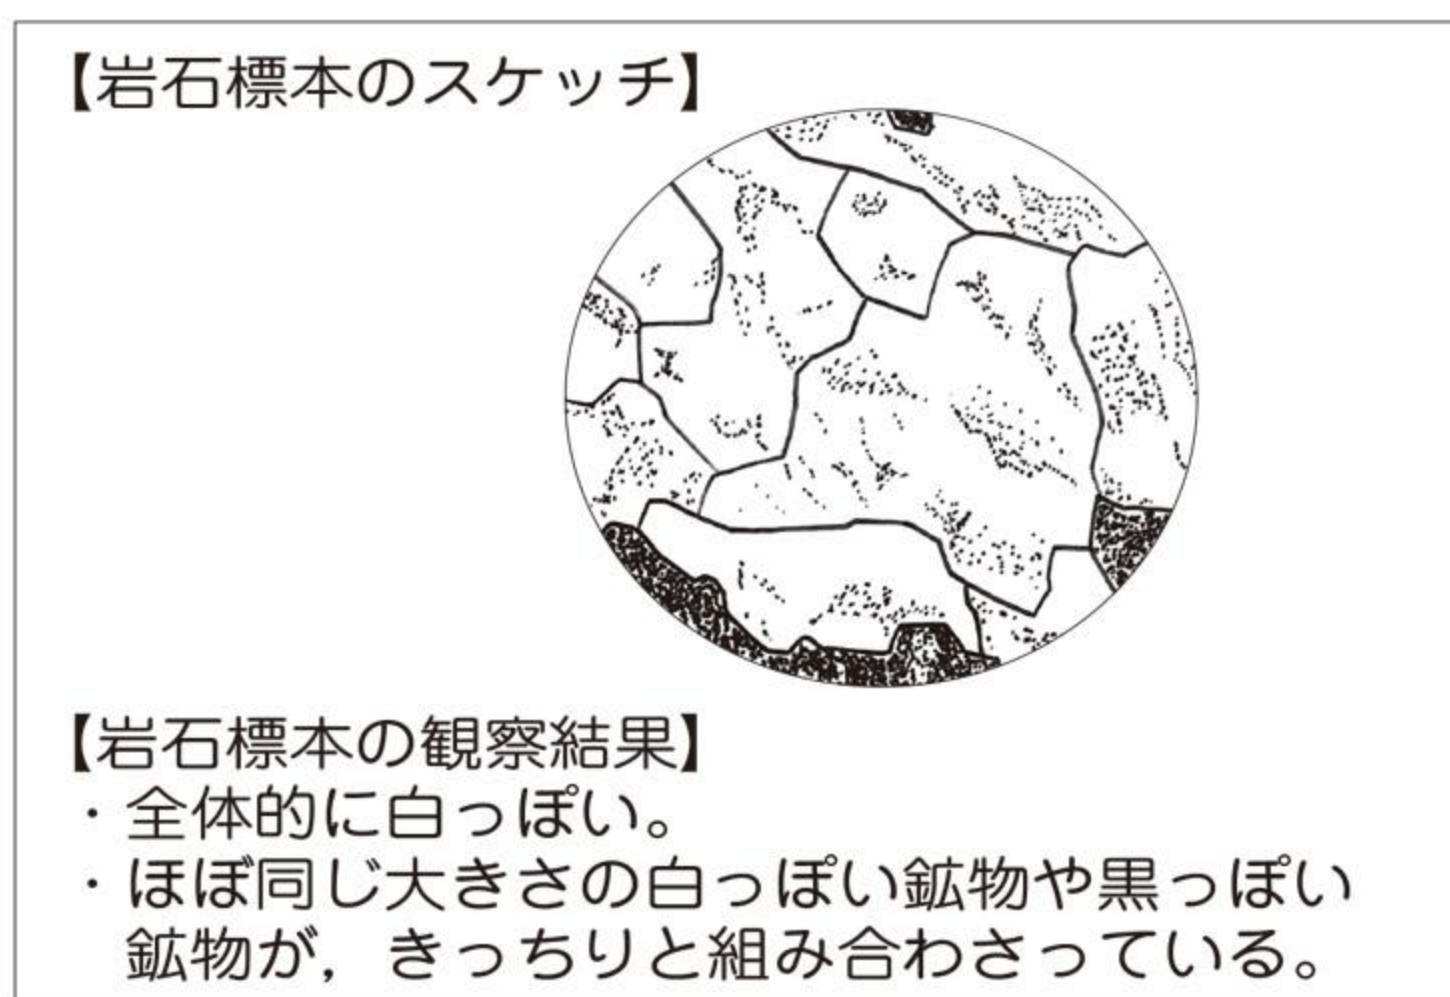 【岩石標本のスケッチ】
【岩石標本の観察結果】
・全体的に白っぽい。
・ほぼ同じ大きさの白っぽい鉱物や黒っぽい
鉱物が，きっちりと組み合わさっている。